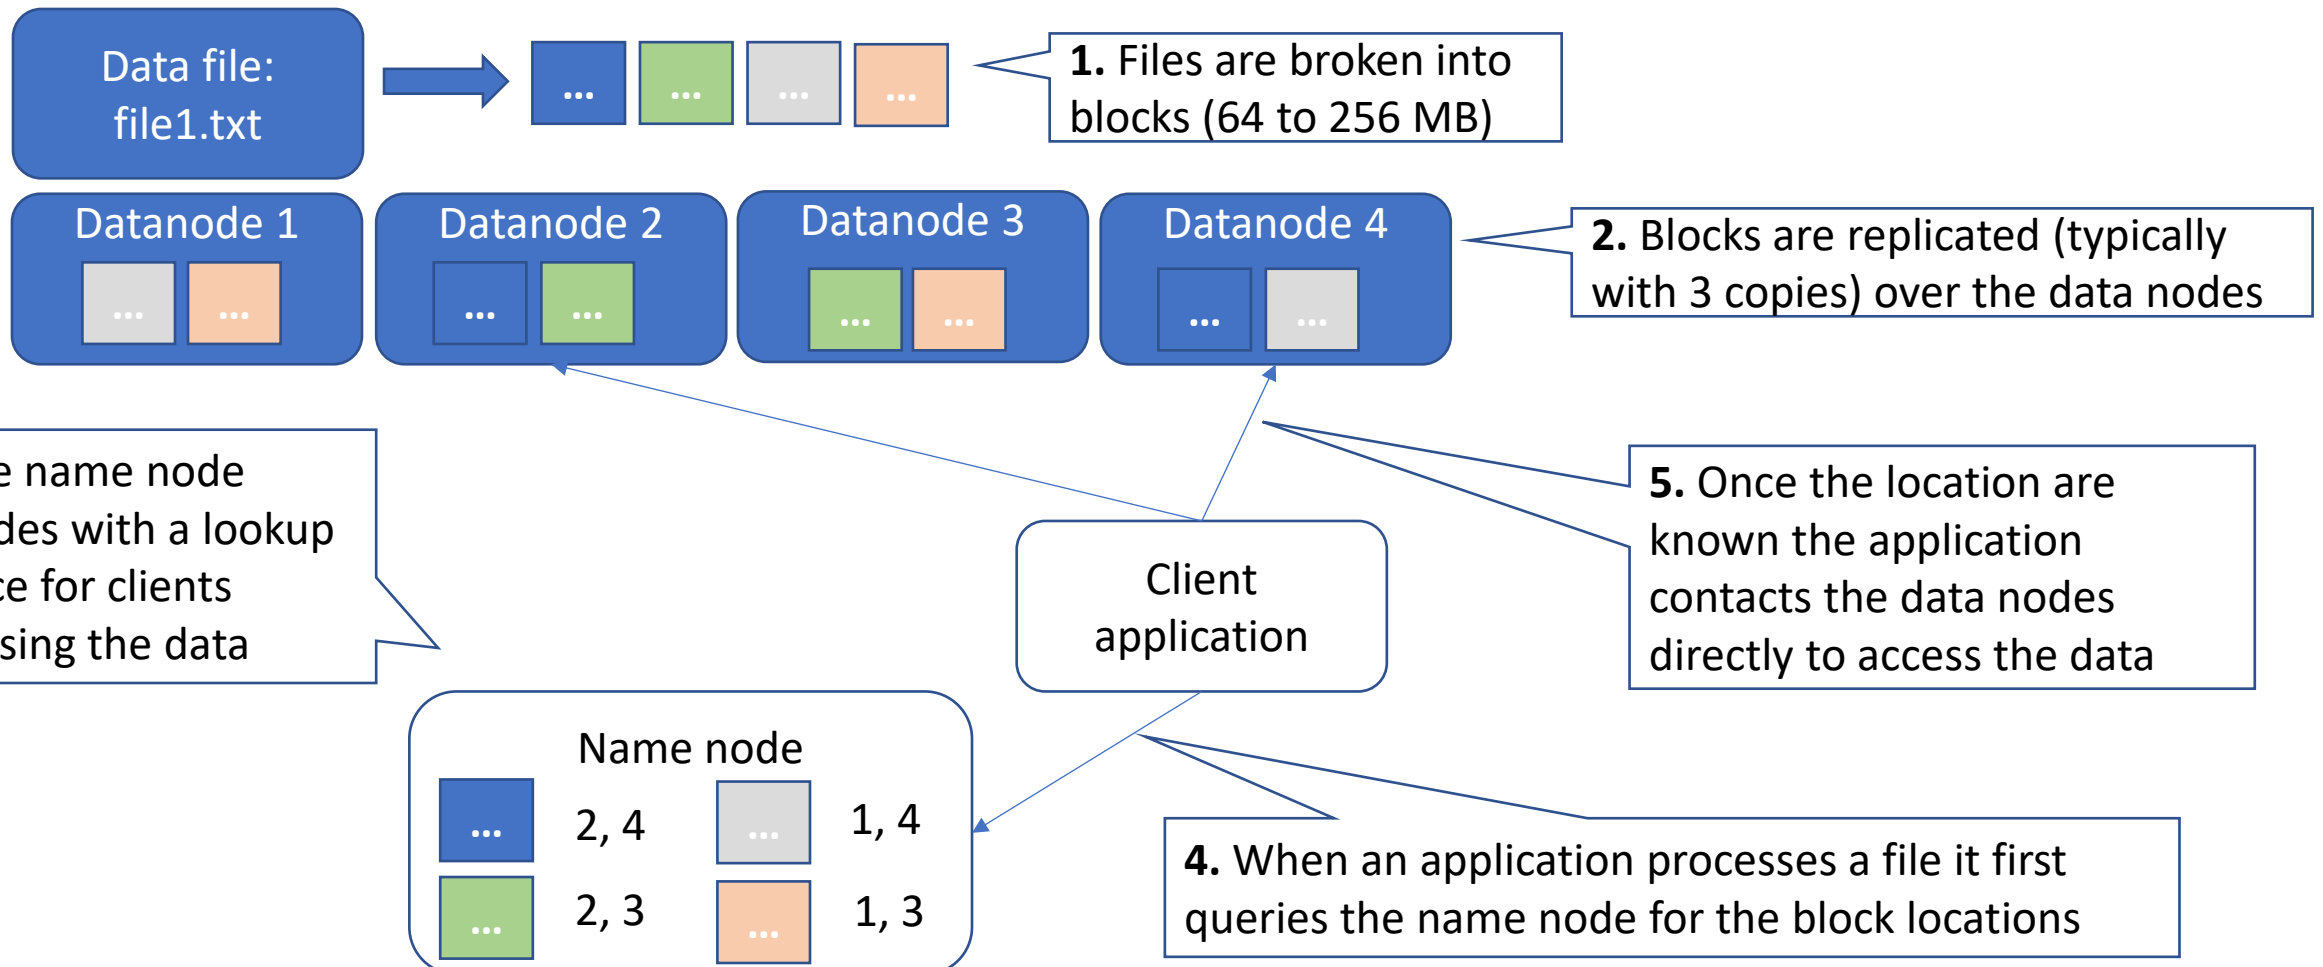 Data file:
file1.txt
...
...
...
...
1. Files are broken into
blocks (64 to 256 MB)
Datanode 1
...
...
Datanode 2
...
...
Datanode 3
...
...
Datanode 4
...
...
2. Blocks are replicated (typically
with 3 copies) over the data nodes
e name node
des with a lookup
ce for clients
sing the data
Client
application
5. Once the location are
known the application
contacts the data nodes
directly to access the data
Name node
... 2, 4 ... 1, 4
... 2, 3 ... 1, 3
4. When an application processes a file it first
queries the name node for the block locations